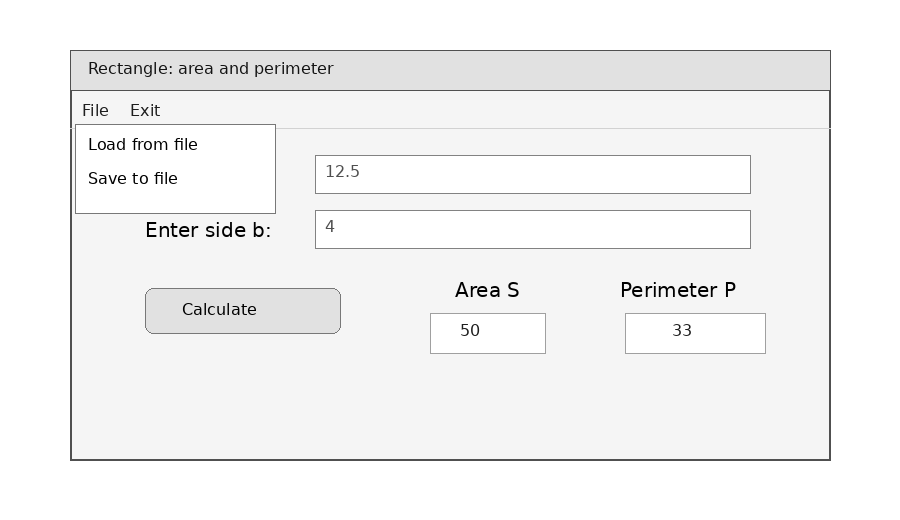 Rectangle: area and perimeter
File Exit
Load from file
Save to file
12.5
Enter side b:
4
Area S
Perimeter P
Calculate
50
33